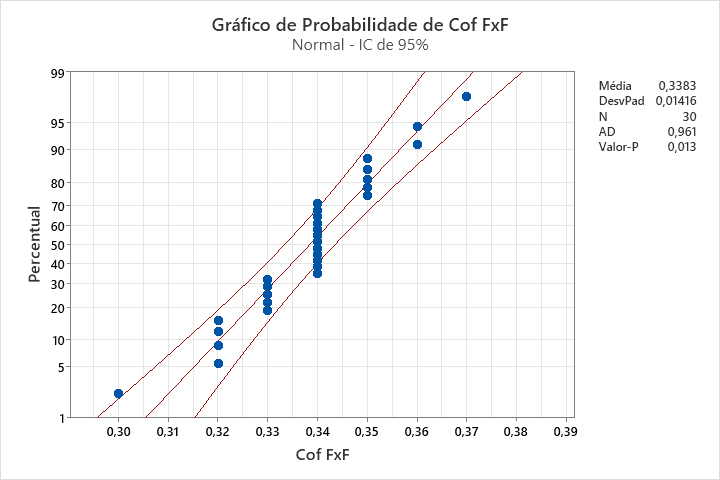 Gráfico de Probabilidade de Cof FxF
Normal - IC de 95%
99
95
90
80
70
60
50
40
30
20
10
5
1
Percentual
0,30 0,31 0,32 0,33 0,34 0,35 0,36 0,37 0,38 0,39
Cof FxF
Média 0,3383
DesvPad 0,01416
N 30
AD 0,961
Valor-P 0,013